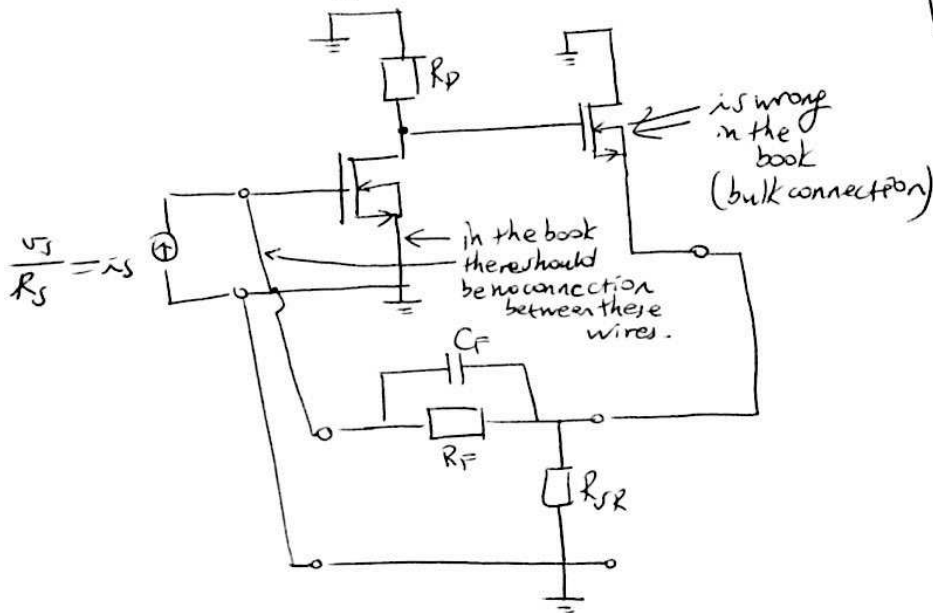 R_D
is wrong
in the
book
(bulk connection)
v_s
R_s
= i_s
in the book
there should
be no connection
between these
wires.
C_F
R_F
R_SR